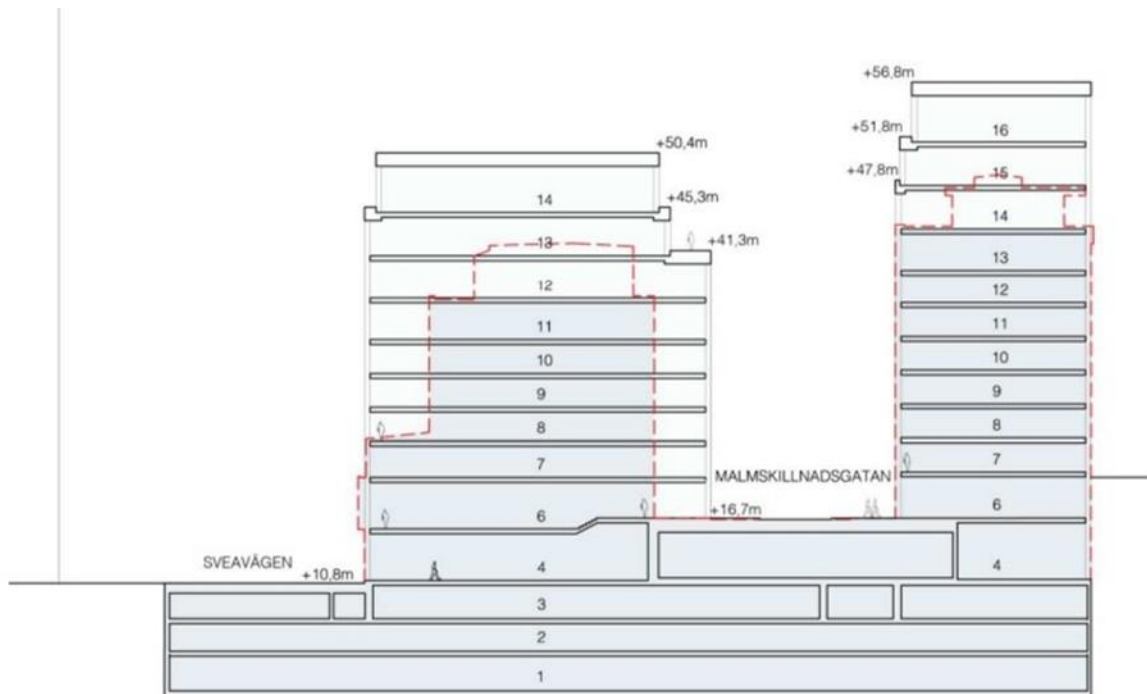 +56,8m
+51,8m
16
+50,4m
+47,8m
15
14
+45,3m
14
13
+41,3m
13
12
12
11
11
10
10
9
9
8
8
7
7
MALMSKILLNADSGATAN
6
+16,7m
6
SVEAVÄGEN
+10,8m
4
4
3
2
1